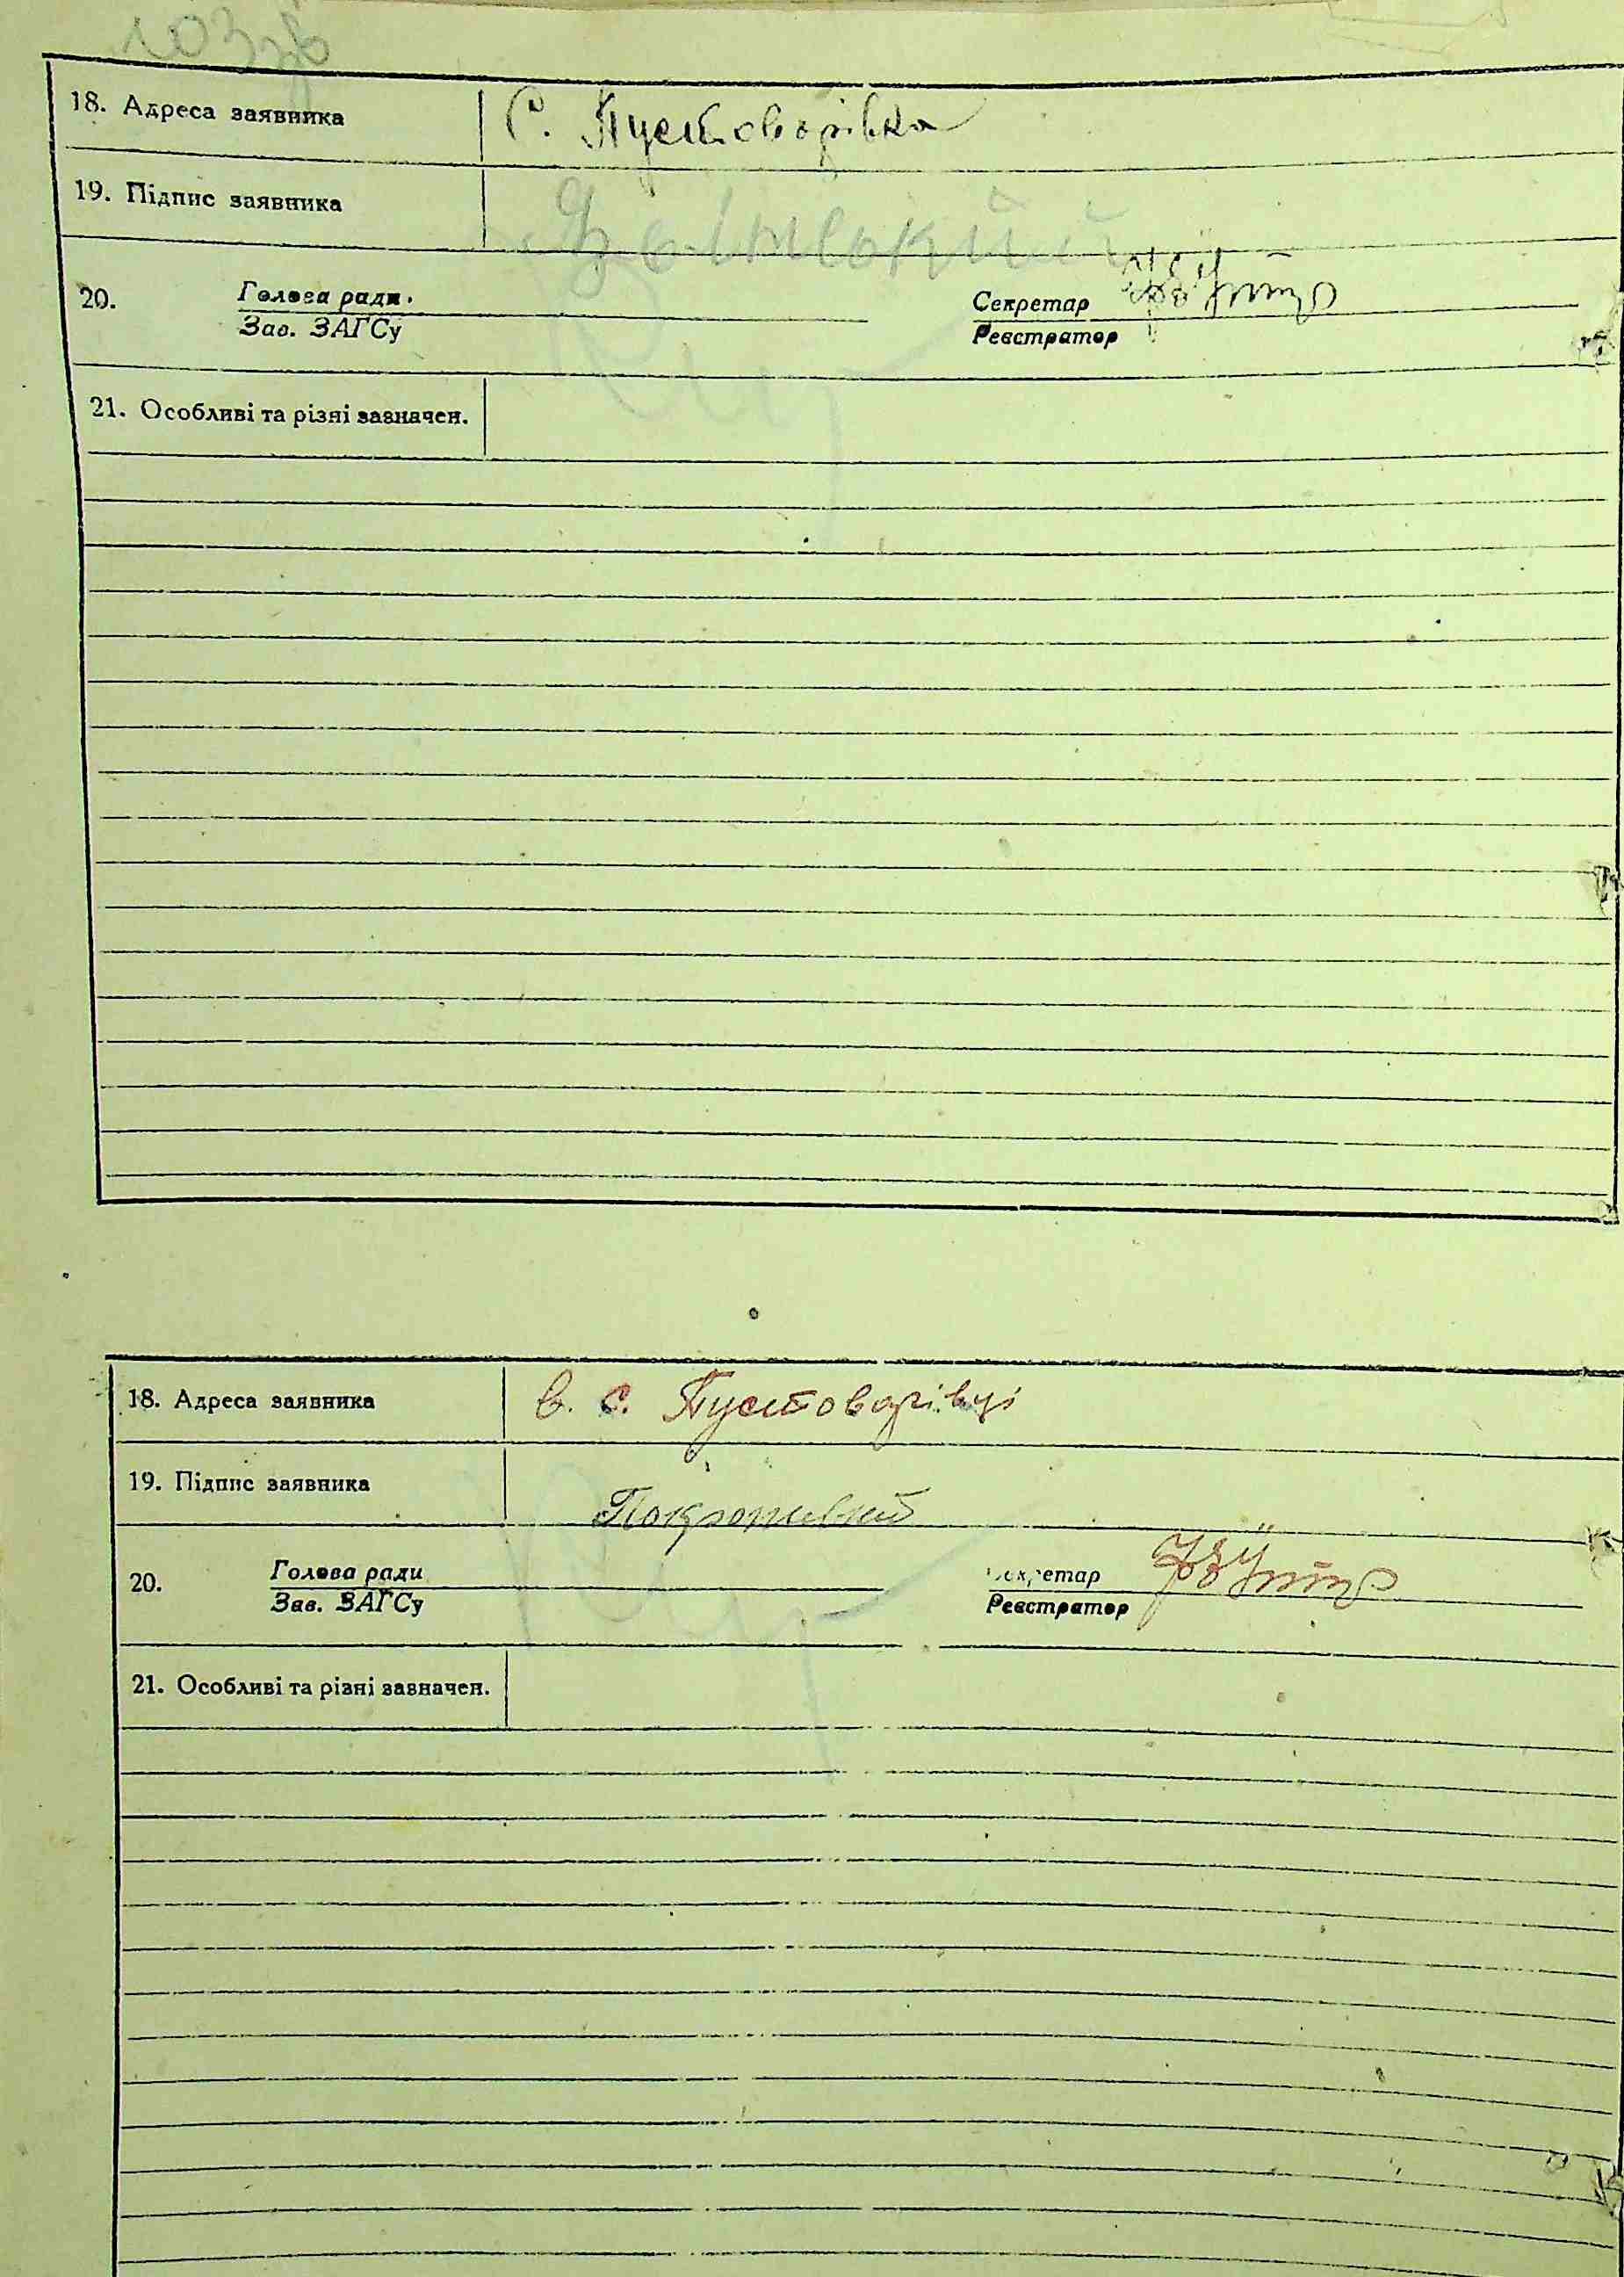 103зв
18. Адреса заявника С. Пустоварівка
19. Підпис заявника
20. Голова ради Секретар
Зав. ЗАГСу Реєстратор
21. Особливі та різні зазначен.
18. Адреса заявника в. с. Пустоварівці
19. Підпис заявника
20. Голова ради Секретар
Зав. ЗАГСу Реєстратор
21. Особливі та різні зазначен.